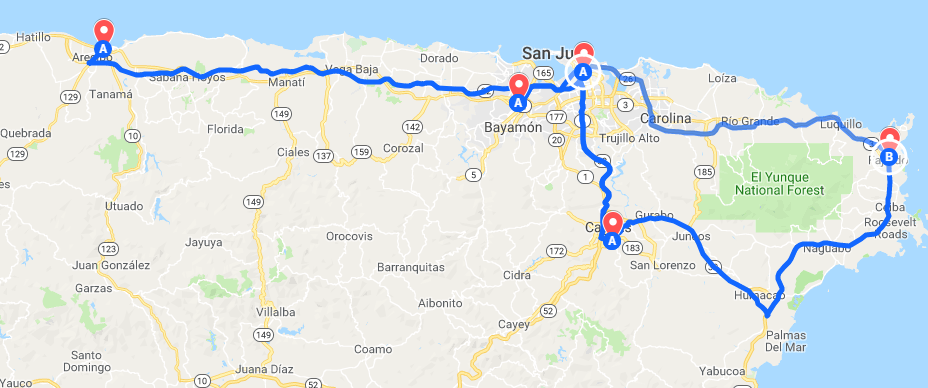 Hatillo
San Ju
Dorado
165
26
Loíza
Sabana Hoyos
Vega Baja
Manatí
129
Tanamá
A
A
A
22
3
Carolina
Río Grande
Luquillo
149
142
Bayamón
177
Trujillo Alto
Florida
10
Quebrada
129
Ciales
137
159
Corozal
20
5
1
185
El Yunque
National Forest
B
149
Utuado
Ceiba
Roosevelt
Roads
Gurabo
A
123
Jayuya
Orocovis
172
183
Juncos
Naguabo
Juan González
Barranquitas
Cidra
San Lorenzo
30
Garzas
Aibonito
52
Humacao
Villalba
Cayey
149
Palmas
Del Mar
Santo
Domingo
Coamo
Yauco
10
Juana Díaz
52
Yabucoa